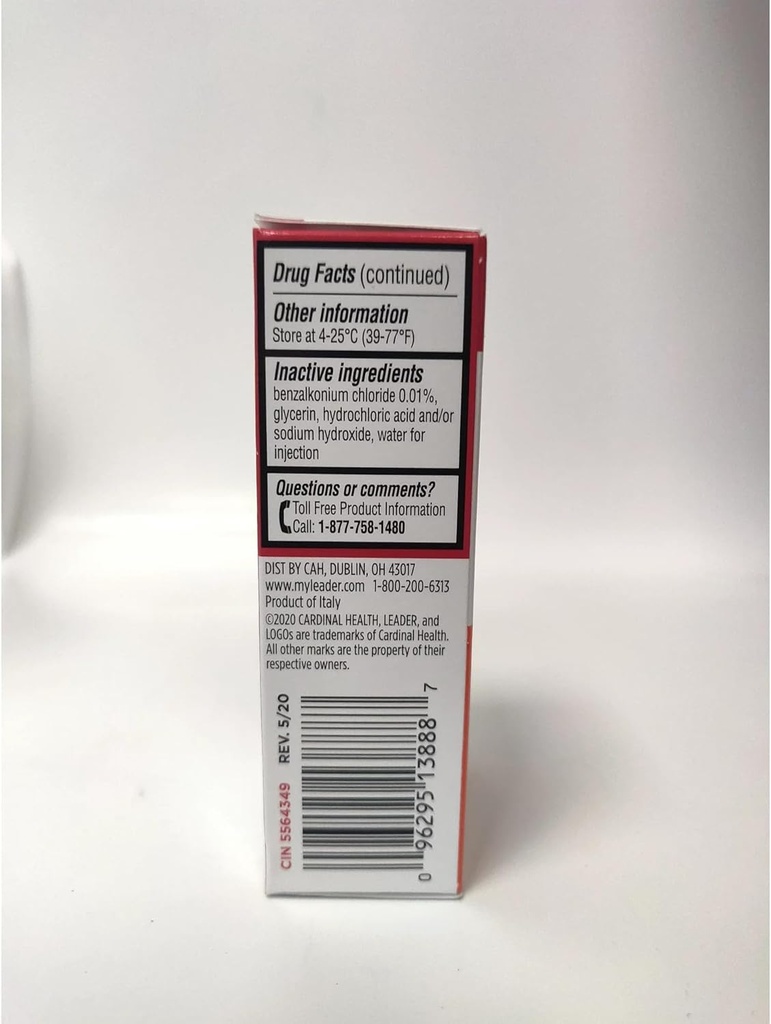 Drug Facts (continued)
Other information
Store at 4-25°C (39-77°F)
Inactive ingredients
benzalkonium chloride 0.01%,
glycerin, hydrochloric acid and/or
sodium hydroxide, water for
injection
Questions or comments?
Toll Free Product Information
Call: 1-877-758-1480
DIST BY CAH, DUBLIN, OH 43017
www.myleader.com 1-800-200-6313
Product of Italy
©2020 CARDINAL HEALTH, LEADER, and
LOGOs are trademarks of Cardinal Health.
All other marks are the property of their
respective owners.
CIN 5564349 REV. 5/20
0 96295 13888 7